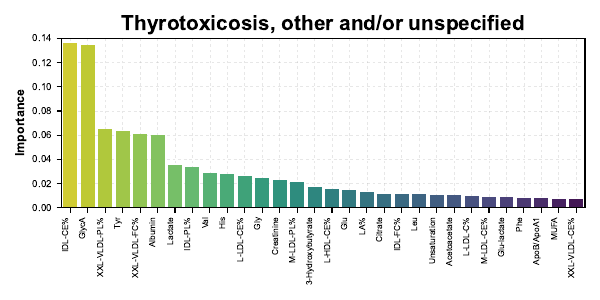 Thyrotoxicosis, other and/or unspecified
Importance
0.14
0.12
0.10
0.08
0.06
0.04
0.02
0.00
IDL-CE%
GlycA
XXL-VLDL-PL%
Tyr
XXL-VLDL-FC%
Albumin
Lactate
IDL-PL%
Val
His
L-LDL-CE%
Gly
Creatinine
M-LDL-PL%
3-Hydroxybutyrate
L-HDL-CE%
Glu
LA%
Citrate
IDL-FC%
Leu
Unsaturation
Acetoacetate
L-LDL-C%
M-LDL-CE%
Glu-lactate
Phe
ApoB/ApoA1
MUFA
XXL-VLDL-CE%